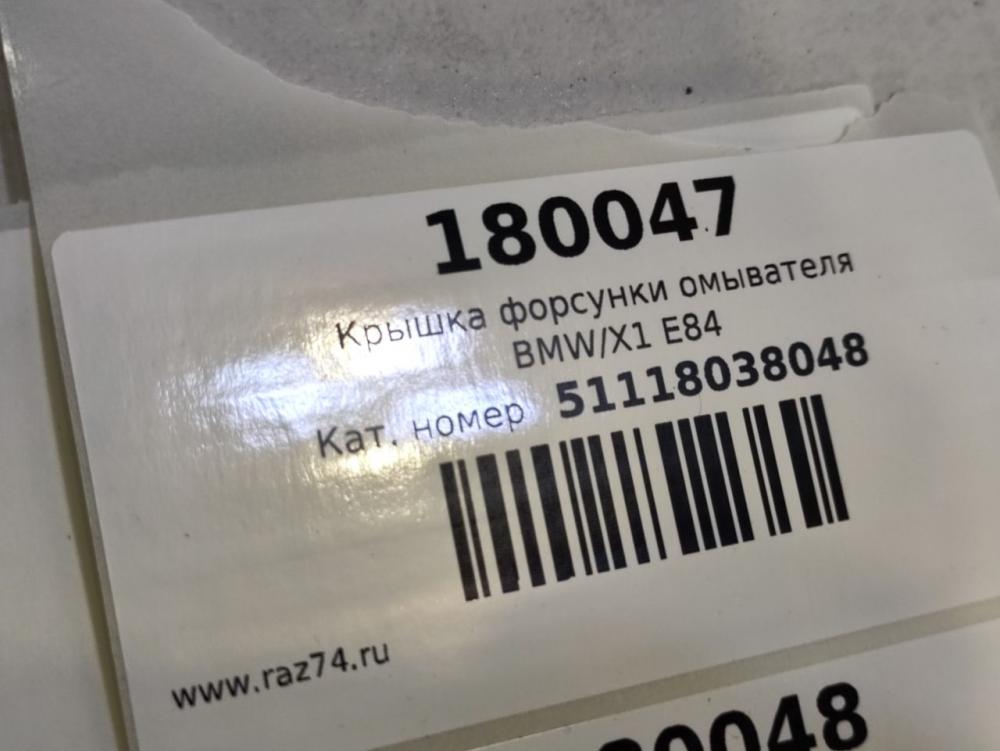 180047
Крышка форсунки омывателя
BMW/X1 E84
Кат. номер 51118038048
www.raz74.ru